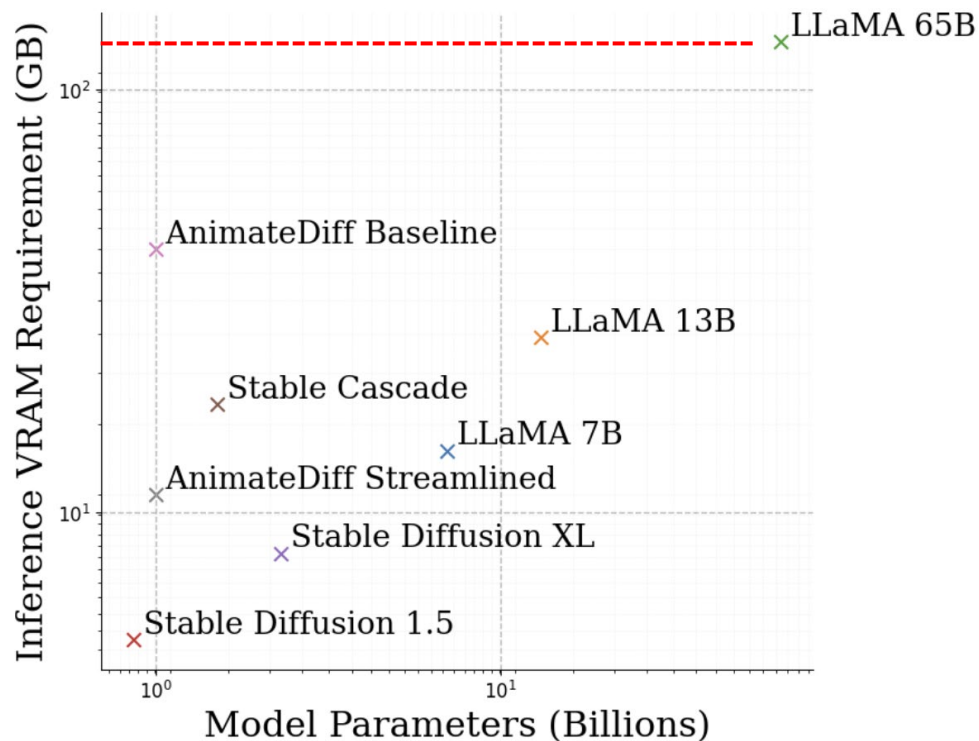 Inference VRAM Requirement (GB)
10²
10¹
LLaMA 65B
AnimateDiff Baseline
LLaMA 13B
Stable Cascade
LLaMA 7B
AnimateDiff Streamlined
Stable Diffusion XL
Stable Diffusion 1.5
10⁰
10¹
Model Parameters (Billions)